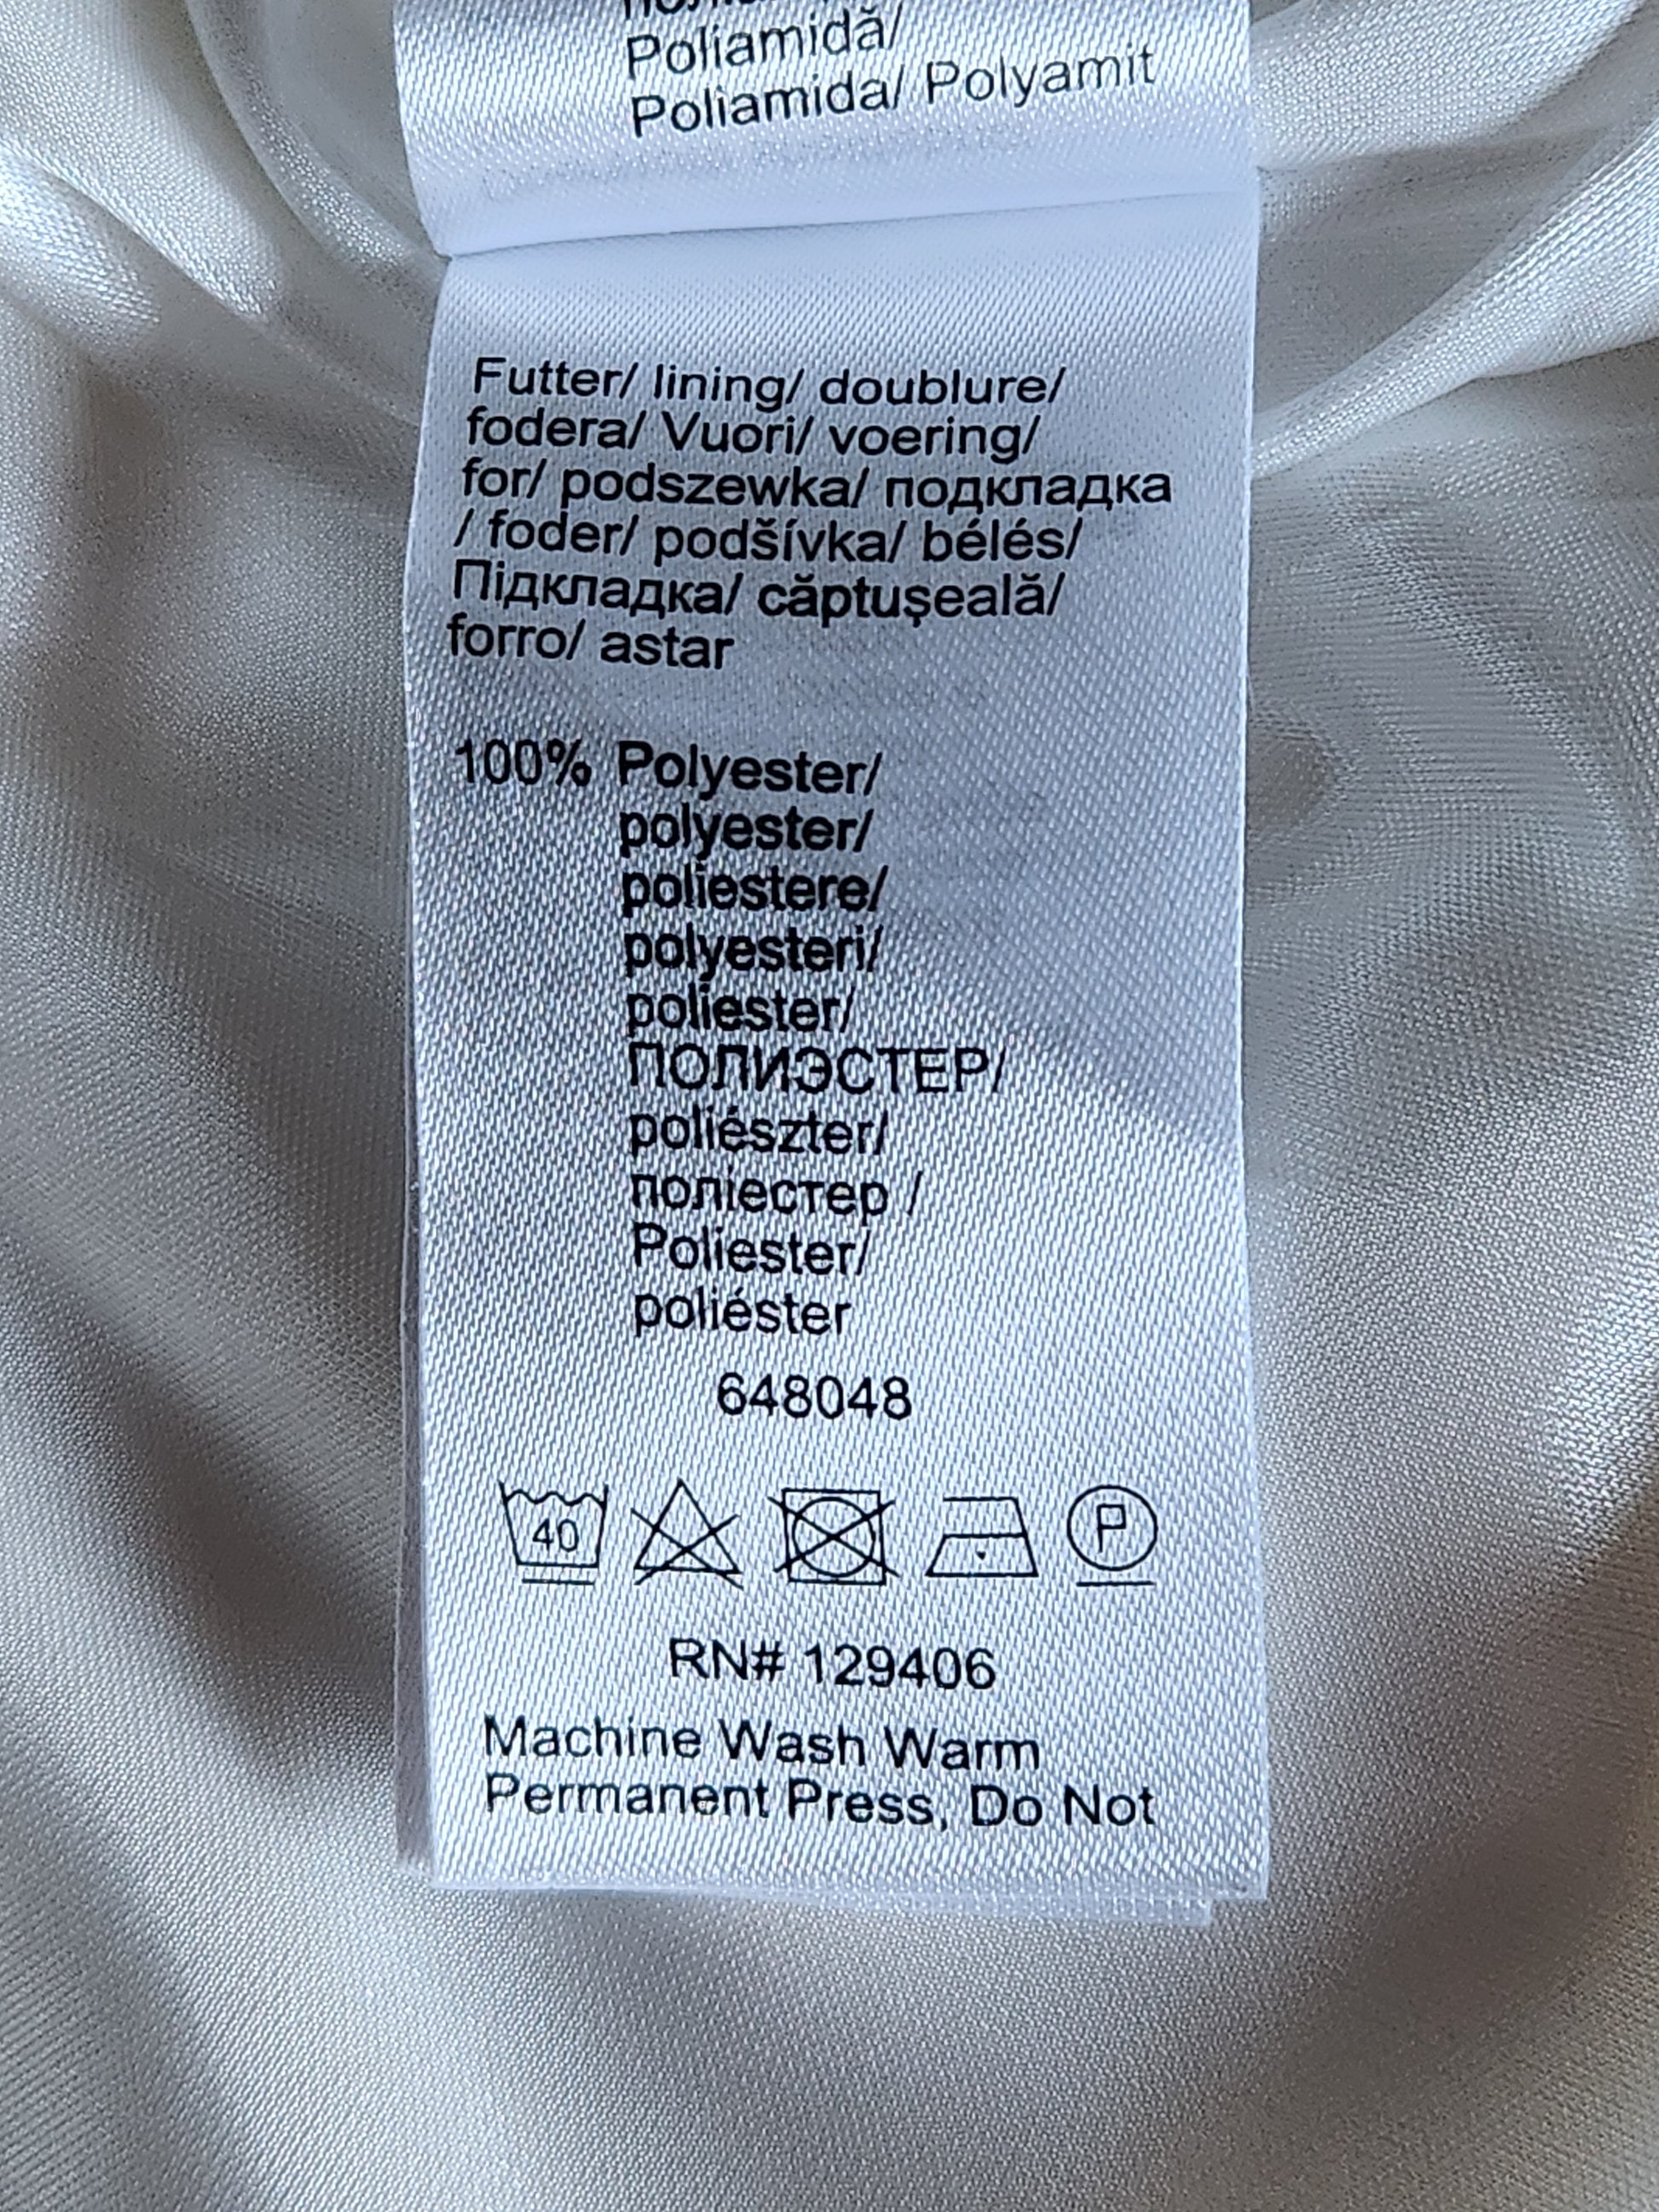 Poliamidă/
Poliamida/ Polyamit
Futter/ lining/ doublure/
fodera/ Vuori/ voering/
for/ podszewka/ подкладка
/ foder/ podšívka/ bélés/
Підкладка/ căptușeală/
forro/ astar
100% Polyester/
polyester/
poliestere/
polyesteri/
poliester/
ПОЛИЭСТЕР/
poliészter/
поліестер /
Poliester/
poliéster
648048
40
P
RN# 129406
Machine Wash Warm
Permanent Press, Do Not